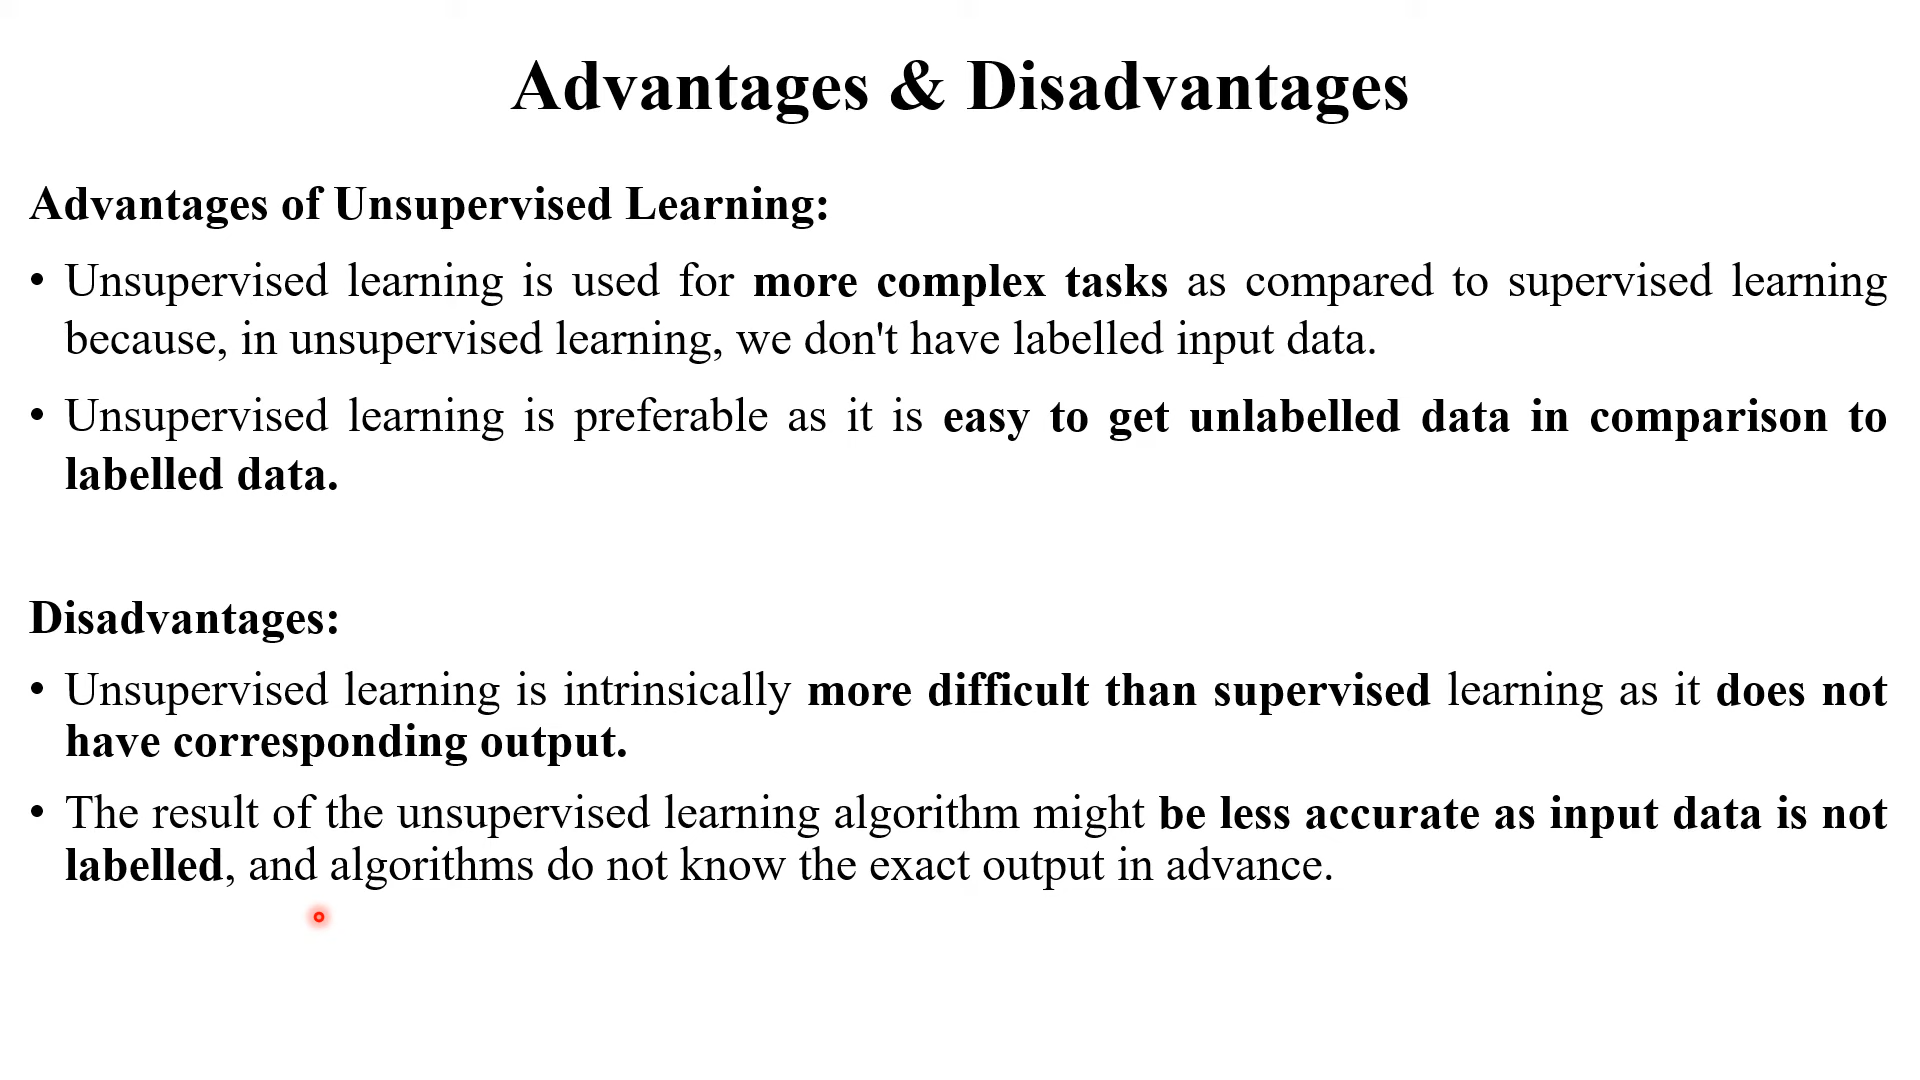 Advantages & Disadvantages
Advantages of Unsupervised Learning:
• Unsupervised learning is used for more complex tasks as compared to supervised learning
because, in unsupervised learning, we don't have labelled input data.
• Unsupervised learning is preferable as it is easy to get unlabelled data in comparison to
labelled data.
Disadvantages:
• Unsupervised learning is intrinsically more difficult than supervised learning as it does not
have corresponding output.
• The result of the unsupervised learning algorithm might be less accurate as input data is not
labelled, and algorithms do not know the exact output in advance.